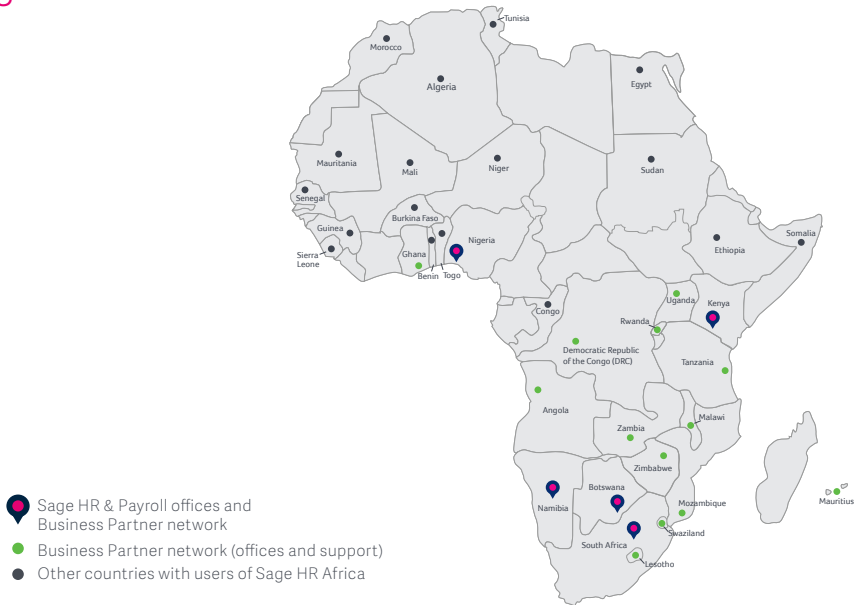 Tunisia
Morocco
Algeria
Egypt
Mauritania
Mali
Niger
Sudan
Senegal
Burkina Faso
Guinea
Nigeria
Somalia
Ethiopia
Sierra
Leone
Ghana
Benin
Togo
Uganda
Kenya
Congo
Rwanda
Democratic Republic
of the Congo (DRC)
Tanzania
Angola
Malawi
Zambia
Zimbabwe
Botswana
Namibia
Mozambique
Mauritius
Swaziland
South Africa
Lesotho
Sage HR & Payroll offices and
Business Partner network
Business Partner network (offices and support)
Other countries with users of Sage HR Africa